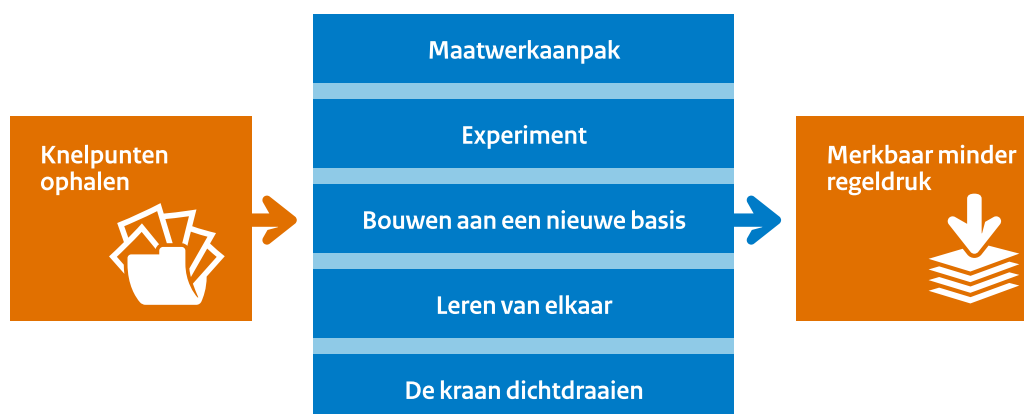 Knelpunten
ophalen
Maatwerkaanpak
Experiment
Bouwen aan een nieuwe basis
Leren van elkaar
De kraan dichtdraaien
Merkbaar minder
regeldruk